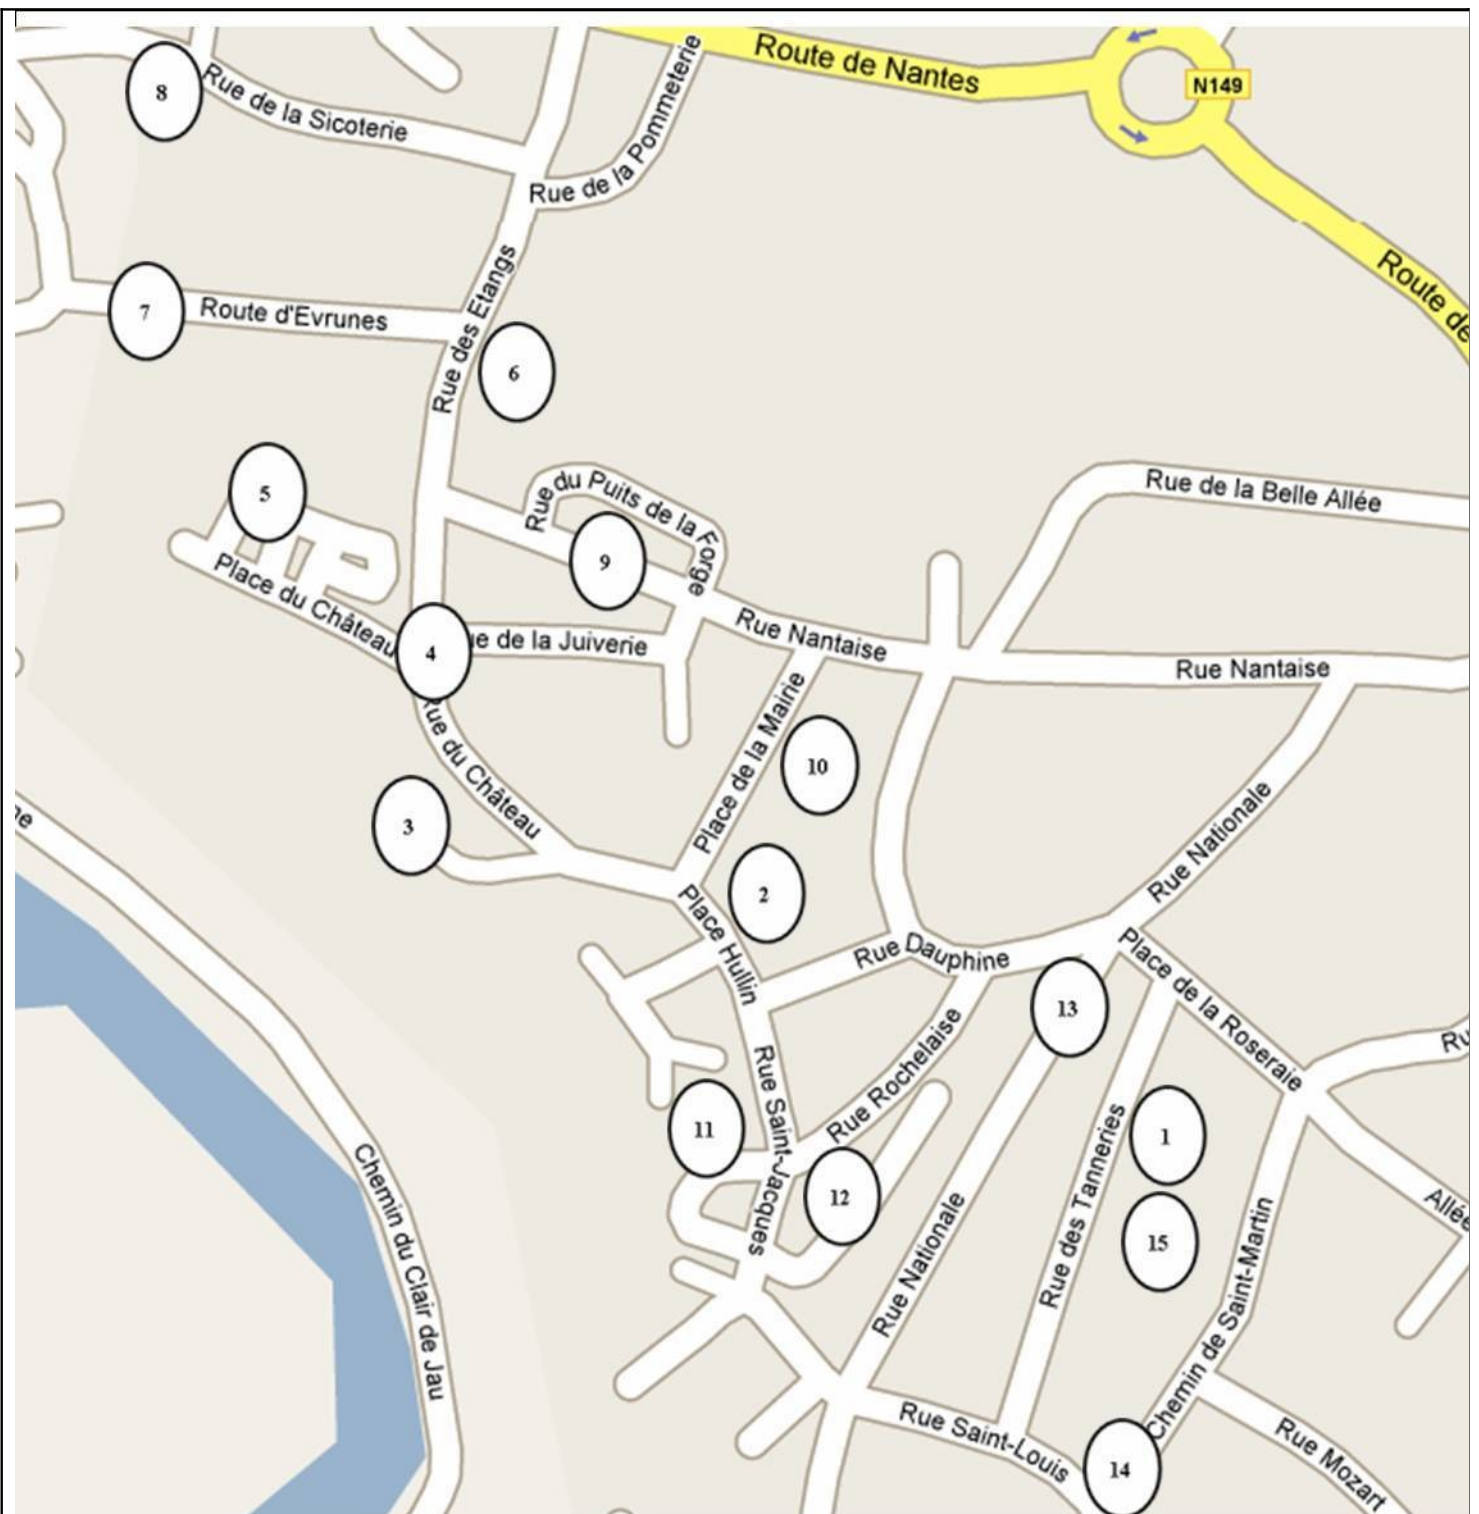 Route de Nantes
N149
8
Rue de la Sicoterie
Rue de la Pommeterie
Route de
7
Route d'Evrunes
Rue des Etangs
6
5
Rue du Puits de la Forge
Rue de la Belle Allée
9
Place du Château
4
ue de la Juiverie
Rue Nantaise
Rue Nantaise
Rue du Château
Place de la Mairie
10
3
ne
Rue Nationale
2
Place Hullin
Rue Dauphine
Place de la Roseraie
13
Ru
Rue Saint-Jacques
Rue Rochelaise
11
1
12
Rue des Tanneries
15
Allée
Chemin du Clair de Jau
Rue Nationale
Chemin de Saint-Martin
Rue Saint-Louis
14
Rue Mozart